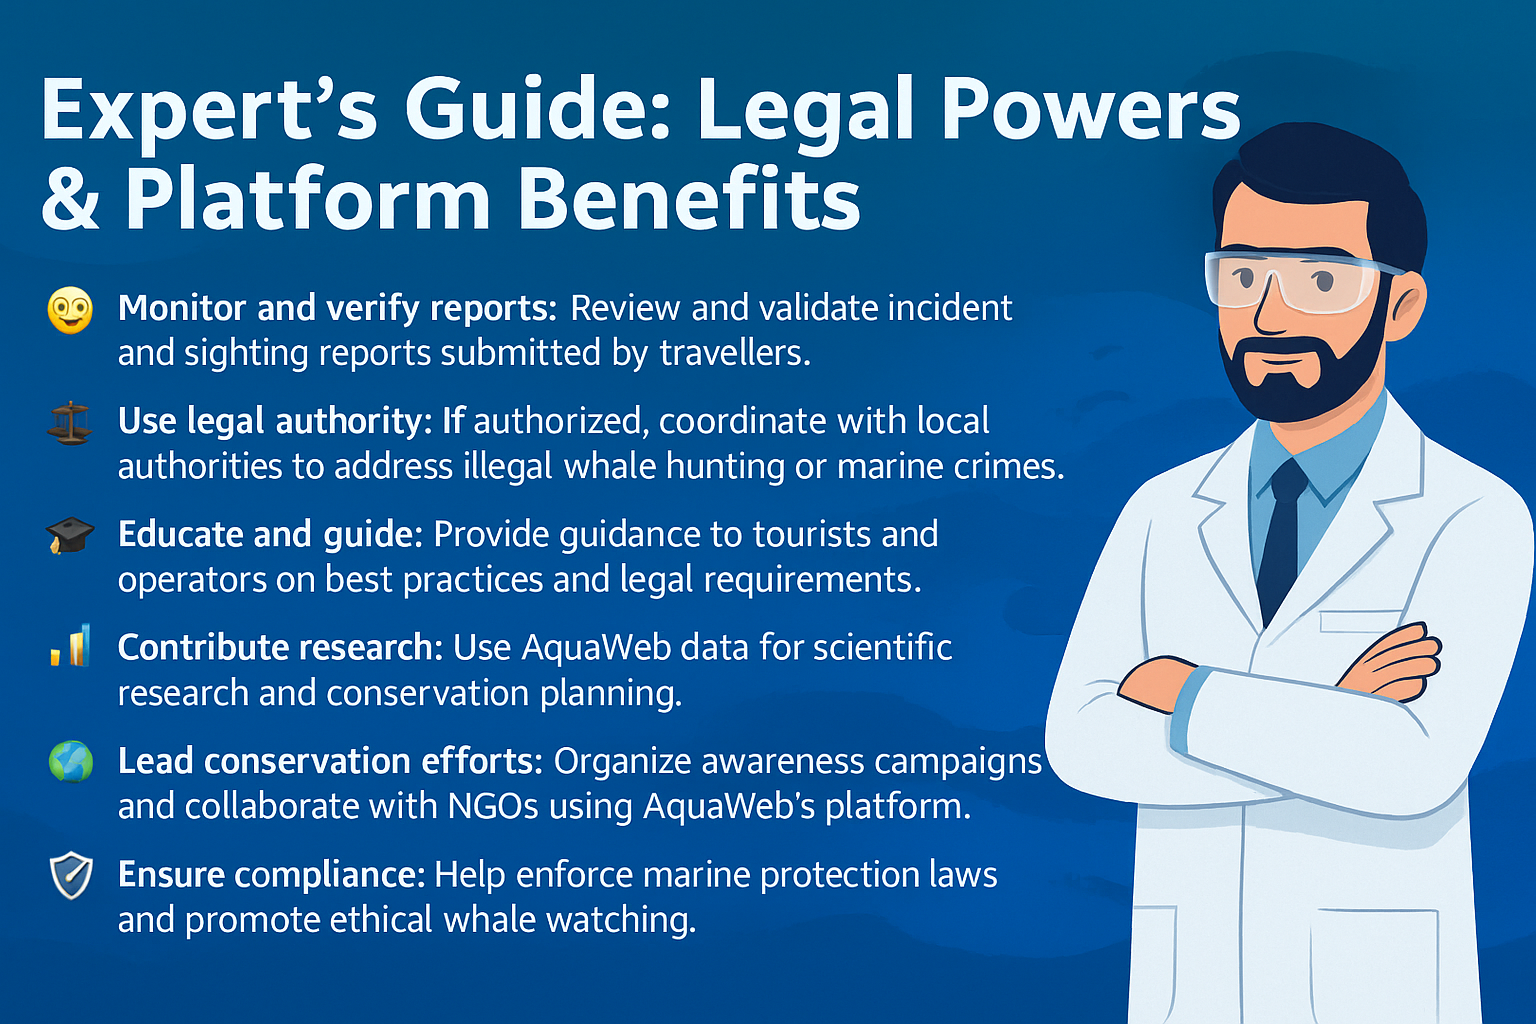 Expert’s Guide: Legal Powers
& Platform Benefits
Monitor and verify reports: Review and validate incident
and sighting reports submitted by travellers.
Use legal authority: If authorized, coordinate with local
authorities to address illegal whale hunting or marine crimes.
Educate and guide: Provide guidance to tourists and
operators on best practices and legal requirements.
Contribute research: Use AquaWeb data for scientific
research and conservation planning.
Lead conservation efforts: Organize awareness campaigns
and collaborate with NGOs using AquaWeb’s platform.
Ensure compliance: Help enforce marine protection laws
and promote ethical whale watching.